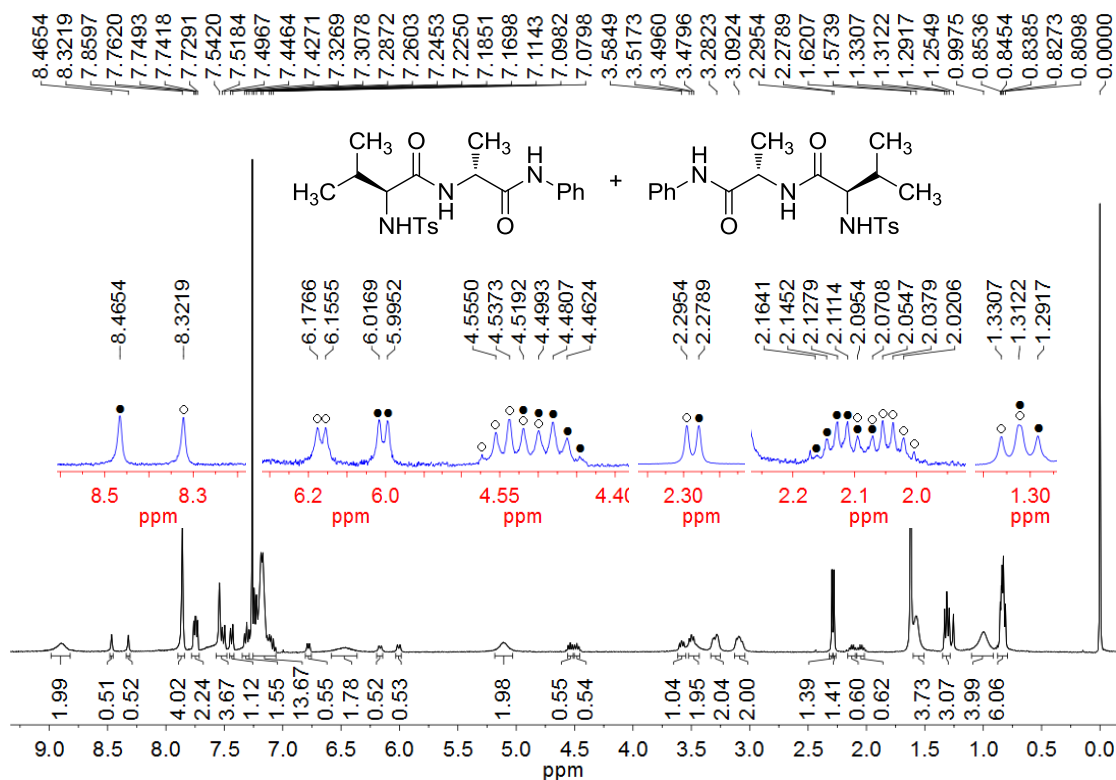 8.4654 8.3219 7.8597 7.7620 7.7493 7.7418 7.7291 7.5420 7.5184 7.4967 7.4464 7.4271 7.3269 7.3078 7.2872 7.2603 7.2453 7.2250 7.1851 7.1698 7.1143 7.0982 7.0798 3.5849 3.5173 3.4960 3.4796 3.2823 3.0924 2.2954 2.2789 1.6207 1.5739 1.3307 1.3122 1.2917 1.2549 0.9975 0.8536 0.8454 0.8385 0.8273 0.8098 0.0000
CH3 O CH3 H N Ph
H3C N H O
NHTs
+
H N CH3 O CH3
Ph O N H CH3
NHTs
8.4654 8.3219 6.1766 6.1555 6.0169 5.9952 4.5550 4.5373 4.5192 4.4993 4.4807 4.4624 2.2954 2.2789 2.1641 2.1452 2.1279 2.1114 2.0954 2.0708 2.0547 2.0379 2.0206 1.3307 1.3122 1.2917
8.5 8.3 6.2 6.0 4.55 4.40 2.30 2.2 2.1 2.0 1.30
ppm ppm ppm ppm ppm ppm
1.99 0.51 0.52 4.02 2.24 3.67 1.12 1.55 13.67 0.55 1.78 0.52 0.53 1.98 0.55 0.54 1.04 1.95 2.04 2.00 1.39 1.41 0.60 0.62 3.73 3.07 3.99 6.06
9.0 8.5 8.0 7.5 7.0 6.5 6.0 5.5 5.0 4.5 4.0 3.5 3.0 2.5 2.0 1.5 1.0 0.5 0.0
ppm